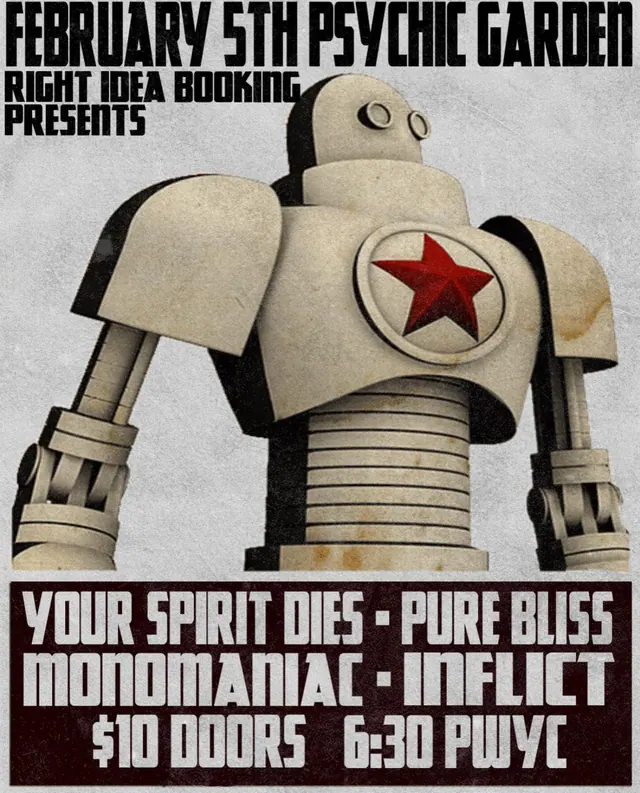 FEBRUARY 5TH PSYCHIC GARDEN
RIGHT IDEA BOOKING
PRESENTS
YOUR SPIRIT DIES · PURE BLISS
MONOMANIAC · INFLICT
$10 DOORS 6:30 PWYC